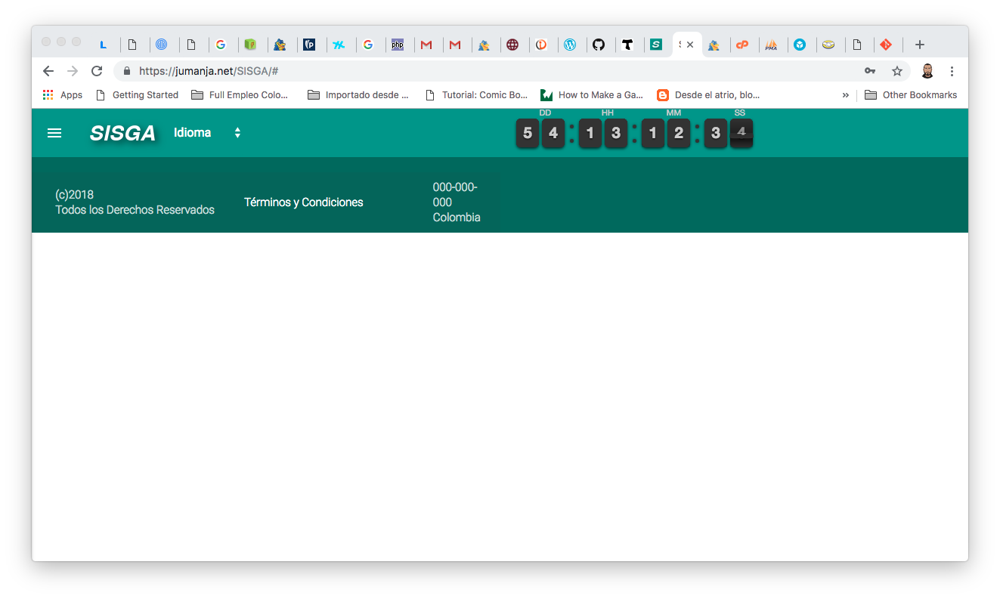 L
php
PMA
S
https://jumanja.net/SISGA/#
Apps
Getting Started
Full Empleo Colo...
Importado desde ...
Tutorial: Comic Bo...
How to Make a Ga...
Desde el atrio, blo...
»
Other Bookmarks
DD HH MM SS
SISGA
Idioma
5 4 : 1 3 : 1 2 : 3 4
(c)2018
Todos los Derechos Reservados
Términos y Condiciones
000-000-
000
Colombia